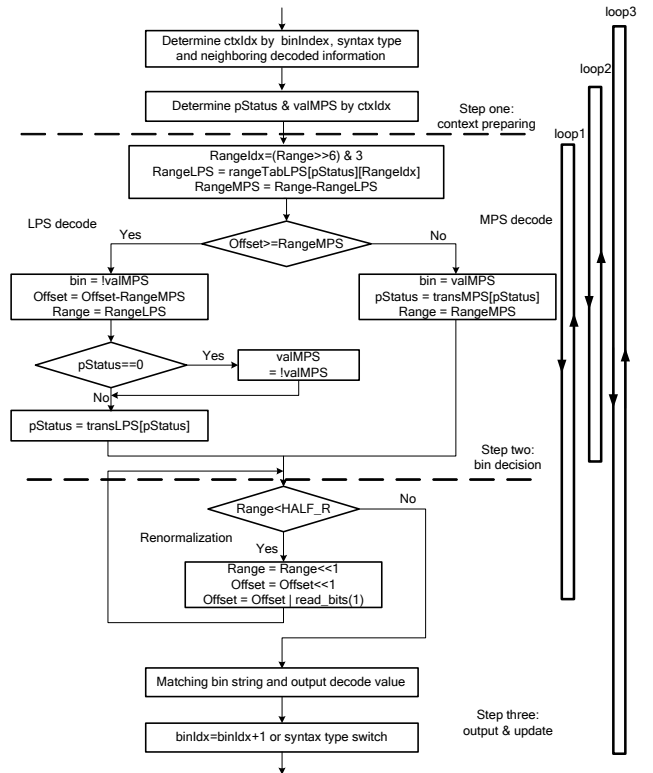 loop3
Determine ctxIdx by binIndex, syntax type
and neighboring decoded information
loop2
Determine pStatus & valMPS by ctxIdx
Step one:
context preparing
loop1
RangeIdx=(Range>>6) & 3
RangeLPS = rangeTabLPS[pStatus][RangeIdx]
RangeMPS = Range-RangeLPS
LPS decode
MPS decode
Yes
Offset>=RangeMPS
No
bin = !valMPS
Offset = Offset-RangeMPS
Range = RangeLPS
bin = valMPS
pStatus = transMPS[pStatus]
Range = RangeMPS
pStatus==0
Yes
valMPS
= !valMPS
No
pStatus = transLPS[pStatus]
Step two:
bin decision
Range<HALF_R
No
Renormalization
Yes
Range = Range<<1
Offset = Offset<<1
Offset = Offset | read_bits(1)
Matching bin string and output decode value
Step three:
output & update
binIdx=binIdx+1 or syntax type switch